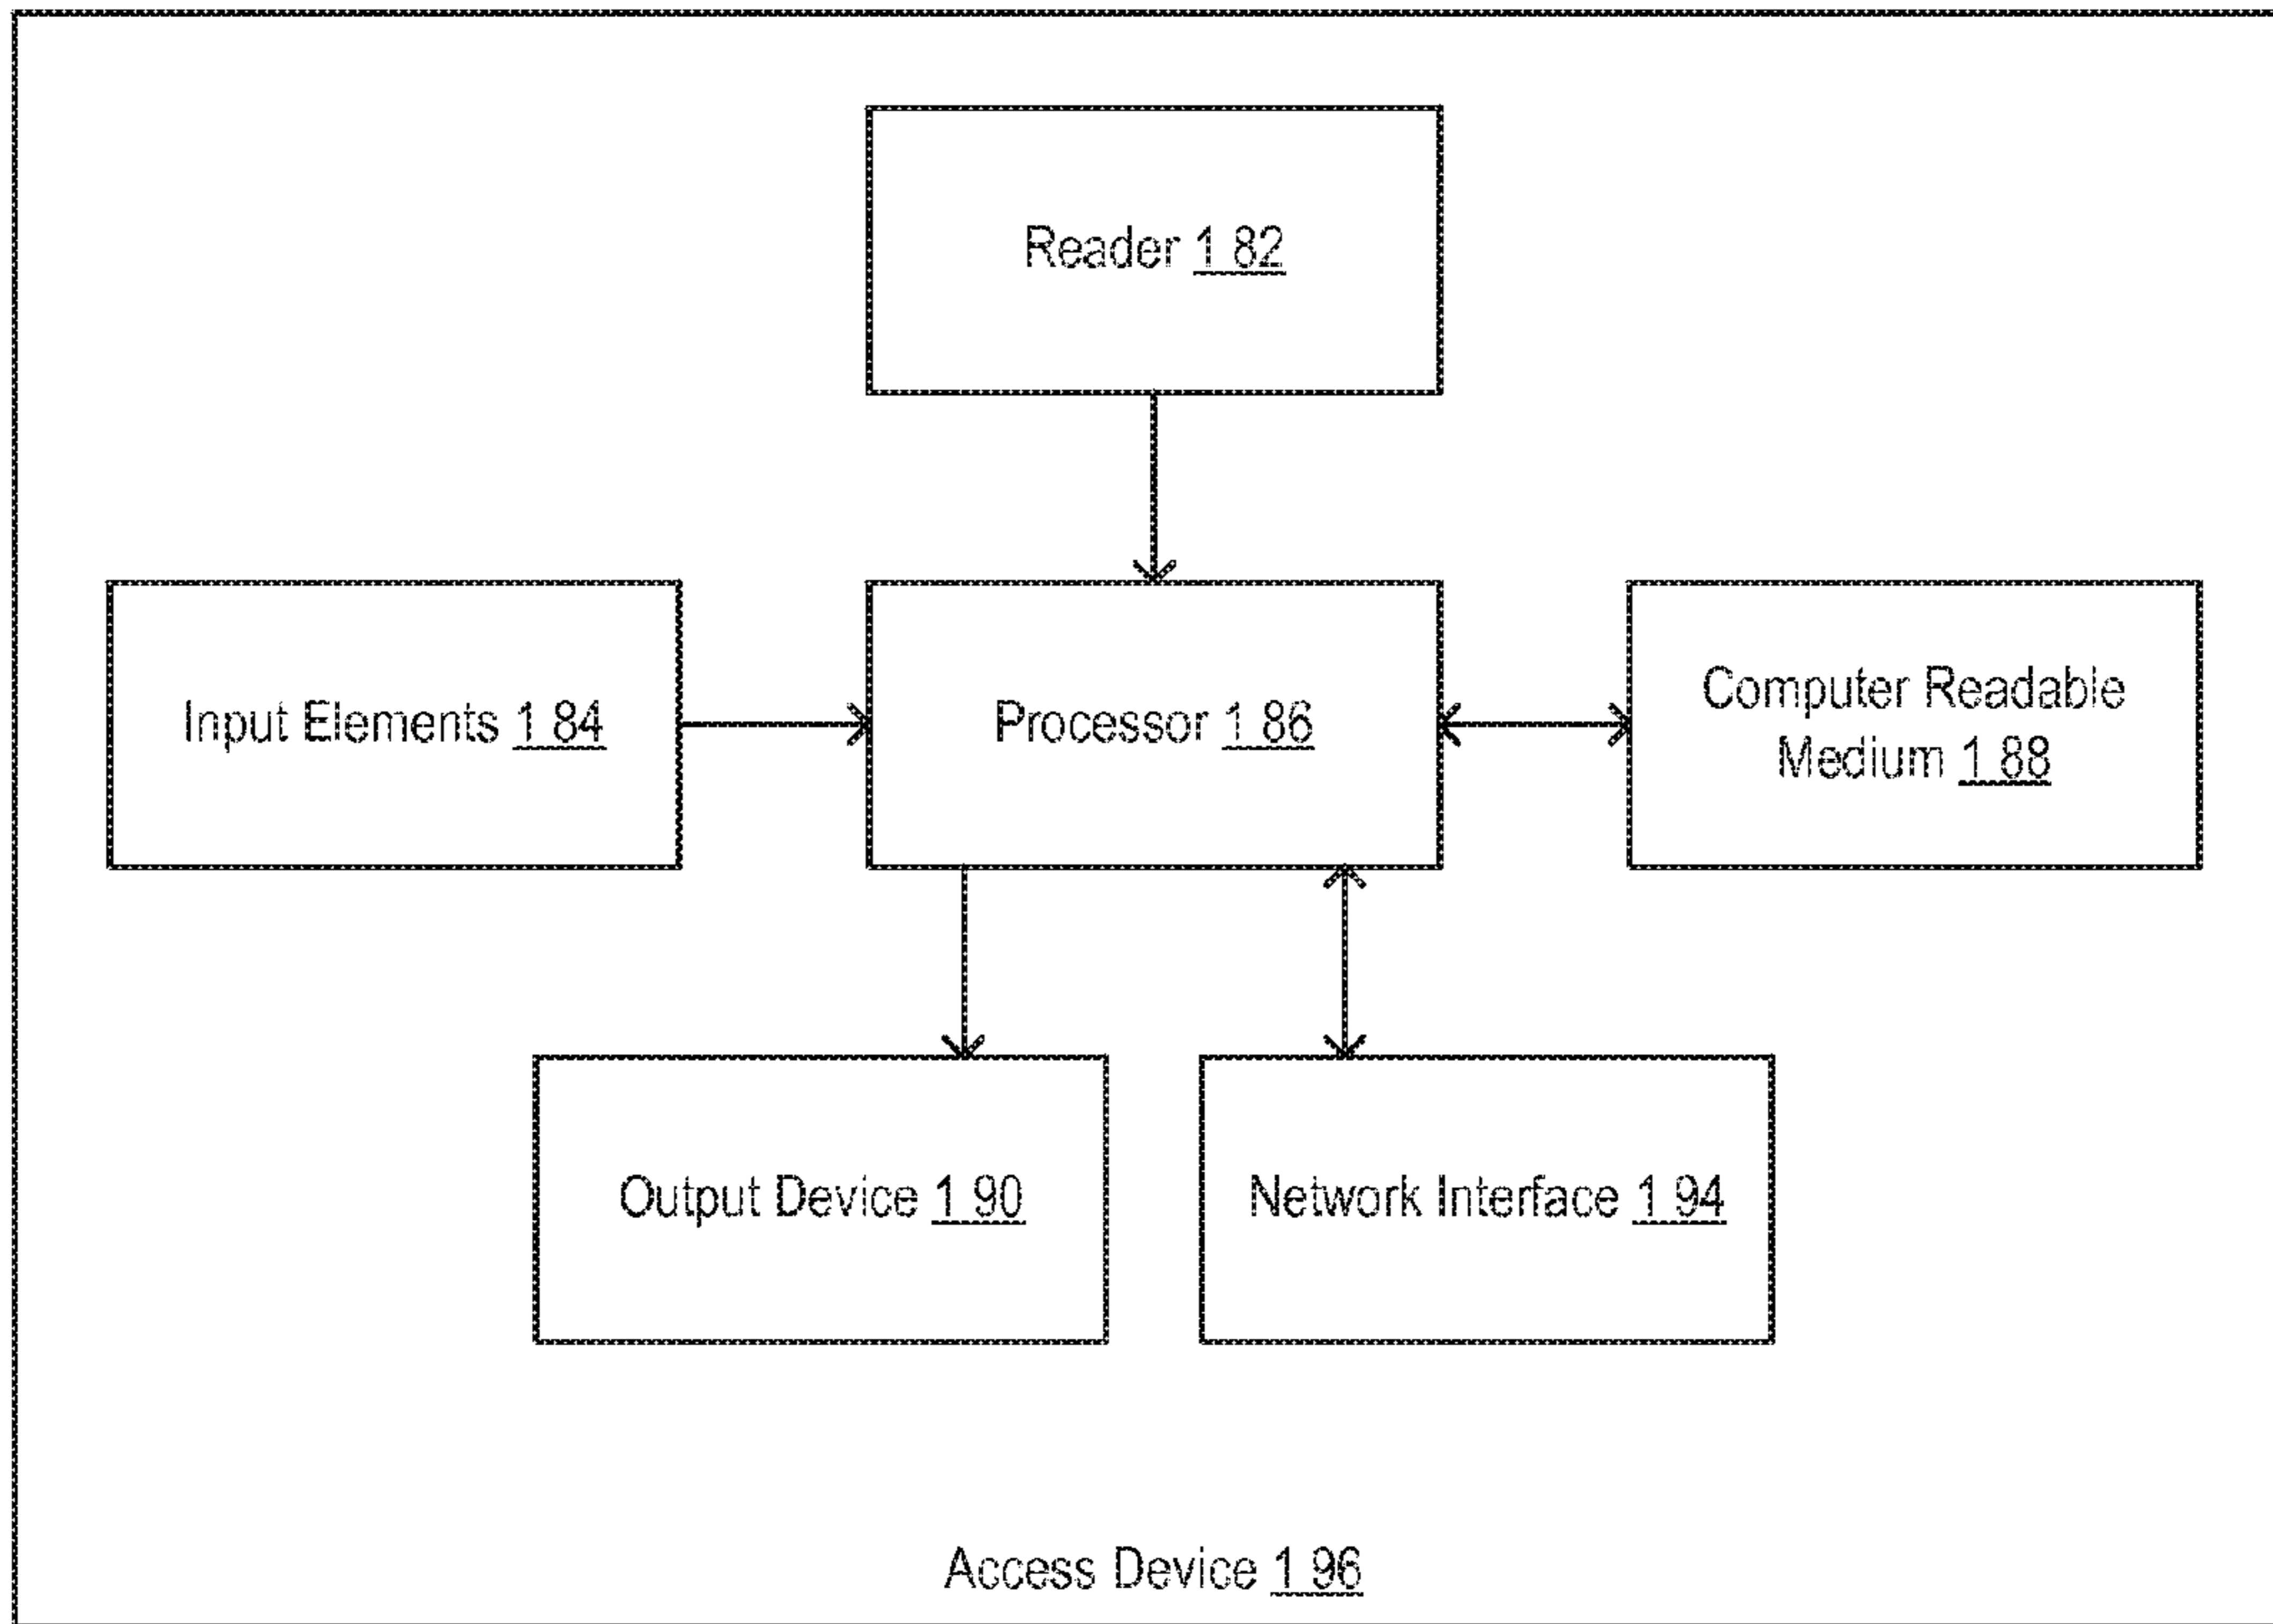 Reader 182
Input Elements 184
Processor 186
Computer Readable
Medium 188
Output Device 190
Network Interface 194
Access Device 196